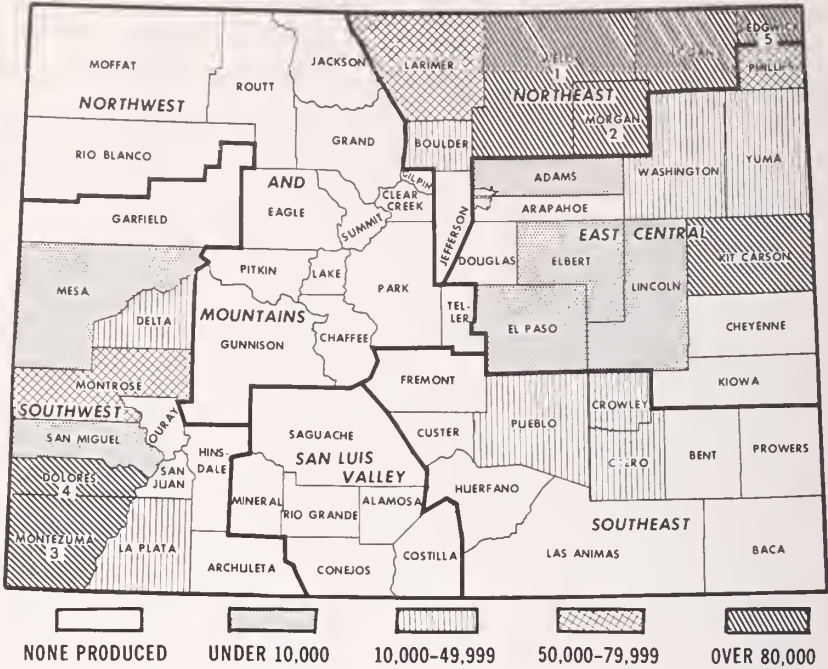 MOFFAT
NORTHWEST
ROUTT
JACKSON
LARIMER
1
NORTHEAST
MORGAN
2
5
PHILLIPS
RIO BLANCO
GRAND
BOULDER
GILPIN
WASHINGTON
YUMA
AND
EAGLE
CLEAR
CREEK
ADAMS
ARAPAHOE
GARFIELD
SUMMIT
JEFFERSON
DOUGLAS
EAST CENTRAL
ELBERT
LINCOLN
KIT CARSON
MESA
PITKIN
LAKE
PARK
DELTA
MOUNTAINS
GUNNISON
CHAFFEE
TEL-
LER
EL PASO
CHEYENNE
MONTROSE
SOUTHWEST
OURAY
FREMONT
KIOWA
SAN MIGUEL
HINS-
DALE
SAGUACHE
SAN LUIS
VALLEY
CUSTER
PUEBLO
CROWLEY
BENT
PROWERS
DOLORES
4
SAN
JUAN
MINERAL
RIO GRANDE
ALAMOSA
HUERFANO
MONTEZUMA
3
LA PLATA
ARCHULETA
CONEJOS
COSTILLA
SOUTHEAST
LAS ANIMAS
BACA
NONE PRODUCED
UNDER 10,000
10,000-49,999
50,000-79,999
OVER 80,000